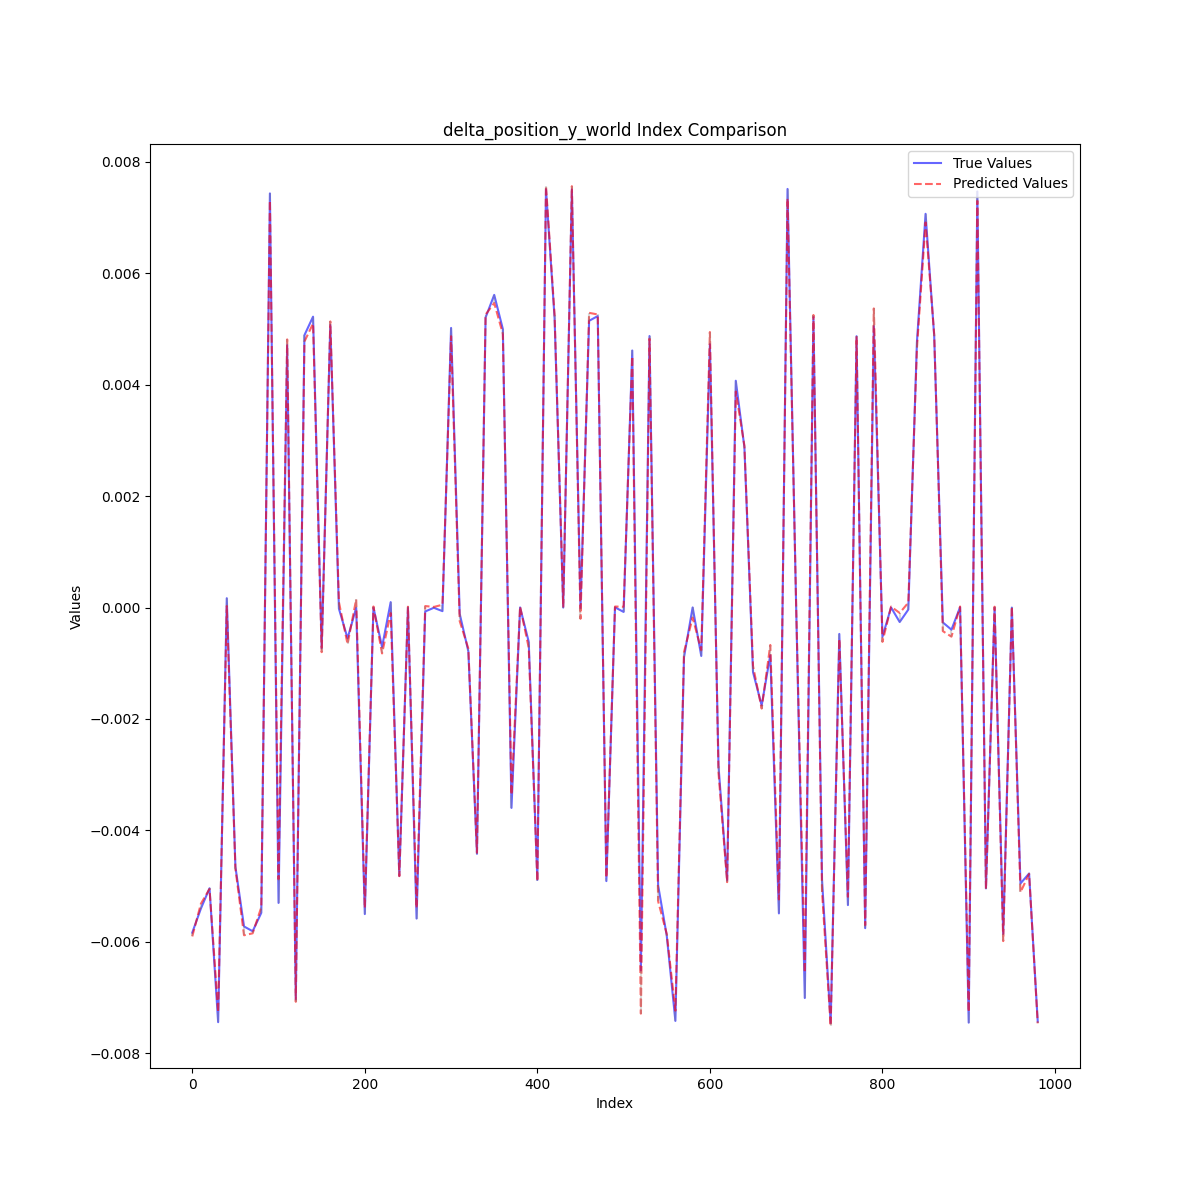 delta_position_y_world Index Comparison
True Values
Predicted Values
0.008
0.006
0.004
0.002
0.000
−0.002
−0.004
−0.006
−0.008
Values
0 200 400 600 800 1000
Index